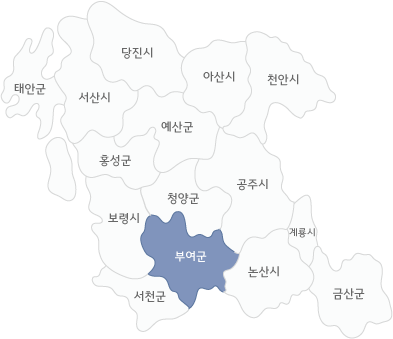 당진시
아산시
천안시
태안군
서산시
예산군
홍성군
공주시
청양군
보령시
계룡시
부여군
논산시
서천군
금산군